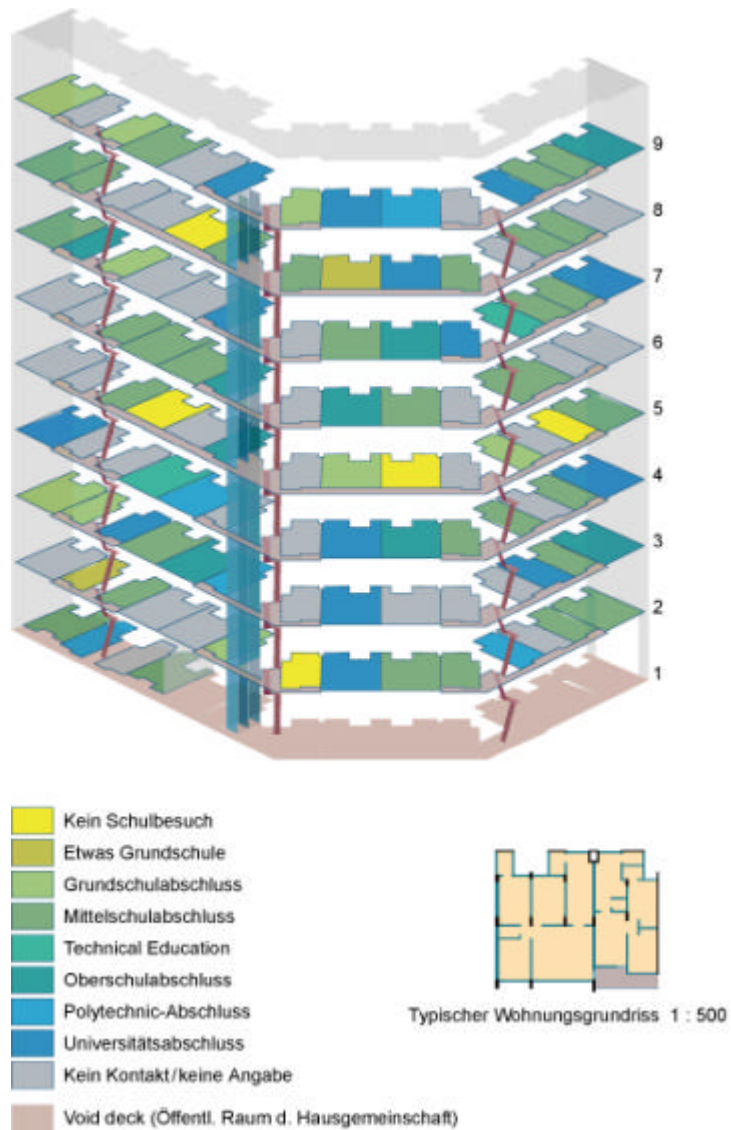 9
8
7
6
5
4
3
2
1
Kein Schulbesuch
Etwas Grundschule
Grundschulabschluss
Mittelschulabschluss
Technical Education
Oberschulabschluss
Polytechnic-Abschluss
Universitätsabschluss
Kein Kontakt/keine Angabe
Void deck (Öffentl. Raum d. Hausgemeinschaft)
Typischer Wohnungsgrundriss 1 : 500